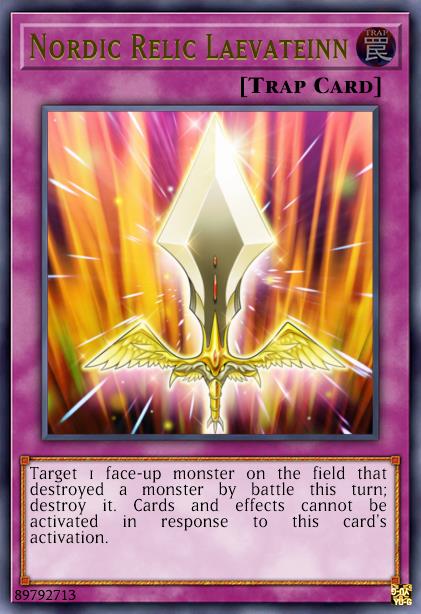 Nordic Relic Laevateinn
TRAP
罠
[Trap Card]
Target 1 face-up monster on the field that
destroyed a monster by battle this turn;
destroy it. Cards and effects cannot be
activated in response to this card's
activation.
89792713